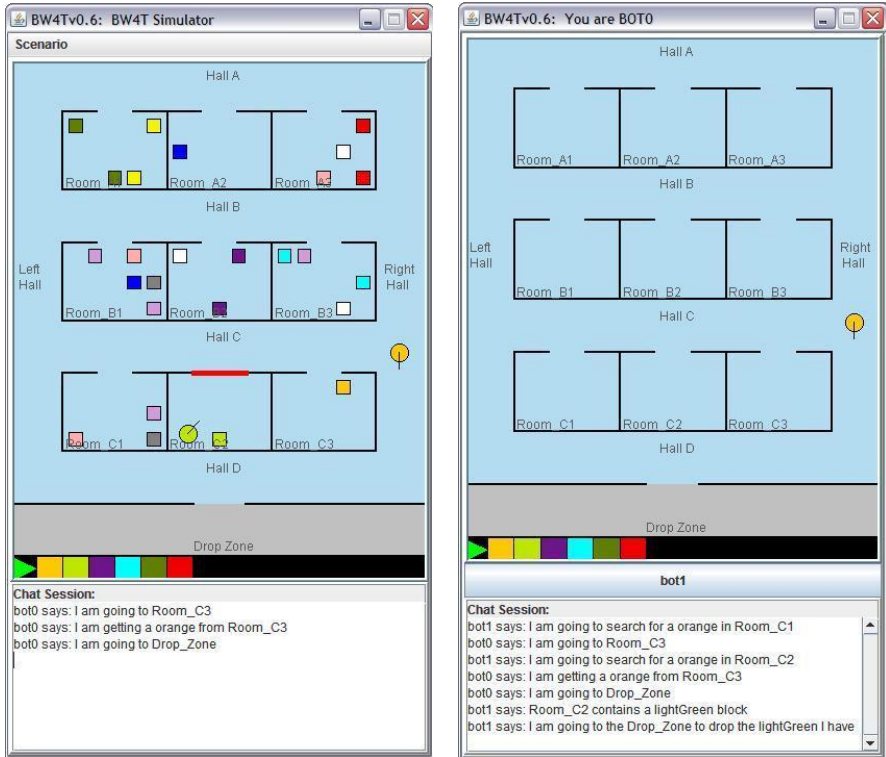 BW4Tv0.6: BW4T Simulator
Scenario
Hall A
Room_A2
Hall B
Left
Hall
Right
Hall
Room_B1
Room_B3
Hall C
Room_C1
Room_C2
Room_C3
Hall D
Drop Zone
Chat Session:
bot0 says: I am going to Room_C3
bot0 says: I am getting a orange from Room_C3
bot0 says: I am going to Drop_Zone
BW4Tv0.6: You are BOT0
Hall A
Room_A1
Room_A2
Room_A3
Hall B
Left
Hall
Right
Hall
Room_B1
Room_B2
Room_B3
Hall C
Room_C1
Room_C2
Room_C3
Hall D
Drop Zone
bot1
Chat Session:
bot1 says: I am going to search for a orange in Room_C1
bot0 says: I am going to Room_C3
bot1 says: I am going to search for a orange in Room_C2
bot0 says: I am getting a orange from Room_C3
bot0 says: I am going to Drop_Zone
bot1 says: Room_C2 contains a lightGreen block
bot1 says: I am going to the Drop_Zone to drop the lightGreen I have